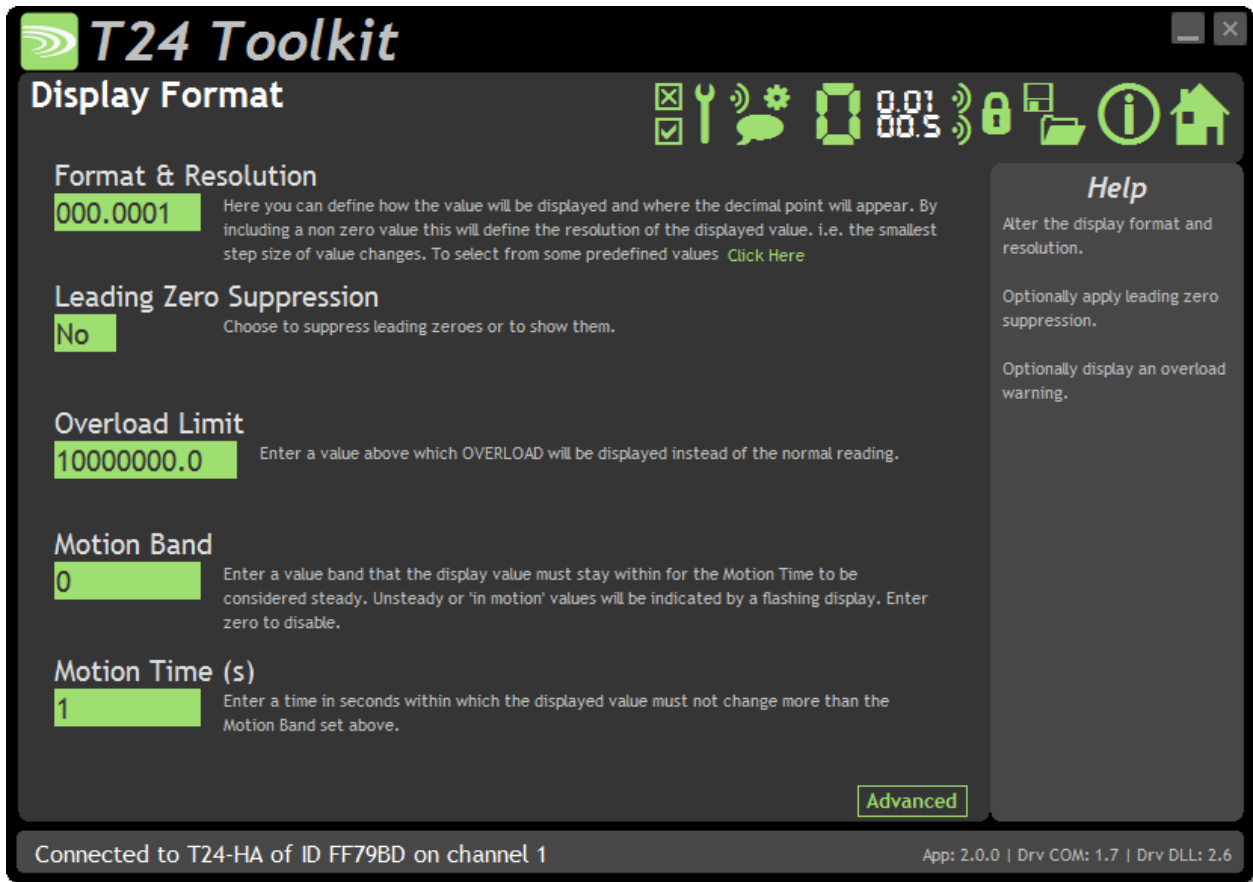 T24 Toolkit
Display Format
0.01
00.5
Format & Resolution
000.0001
Here you can define how the value will be displayed and where the decimal point will appear. By
including a non zero value this will define the resolution of the displayed value. i.e. the smallest
step size of value changes. To select from some predefined values Click Here
Leading Zero Suppression
No
Choose to suppress leading zeroes or to show them.
Overload Limit
10000000.0
Enter a value above which OVERLOAD will be displayed instead of the normal reading.
Motion Band
0
Enter a value band that the display value must stay within for the Motion Time to be
considered steady. Unsteady or 'in motion' values will be indicated by a flashing display. Enter
zero to disable.
Motion Time (s)
1
Enter a time in seconds within which the displayed value must not change more than the
Motion Band set above.
Advanced
Help
Alter the display format and
resolution.
Optionally apply leading zero
suppression.
Optionally display an overload
warning.
Connected to T24-HA of ID FF79BD on channel 1
App: 2.0.0 | Drv COM: 1.7 | Drv DLL: 2.6